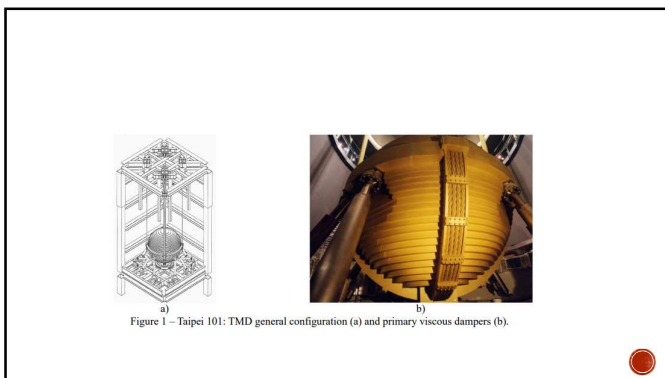 a)
b)
Figure 1 – Taipei 101: TMD general configuration (a) and primary viscous dampers (b).